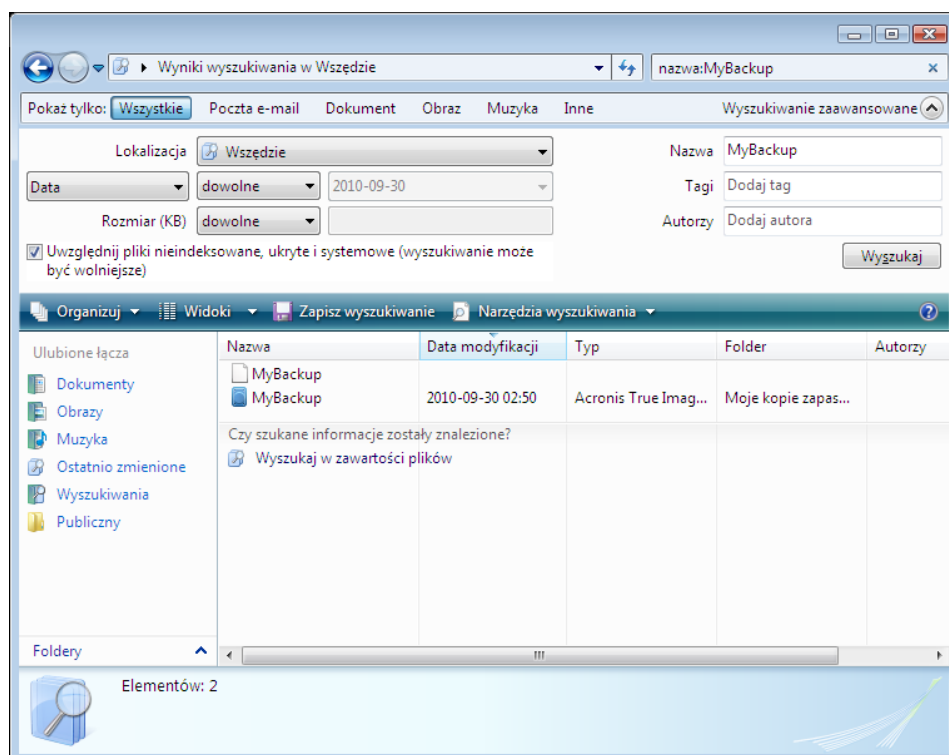 Wyniki wyszukiwania w Wszędzie
nazwa:MyBackup
Pokaż tylko: Wszystkie Poczta e-mail Dokument Obraz Muzyka Inne Wyszukiwanie zaawansowane
Lokalizacja Wszędzie Nazwa MyBackup
Data dowolne 2010-09-30 Tagi Dodaj tag
Rozmiar (KB) dowolne Autorzy Dodaj autora
Uwzględnij pliki nieindeksowane, ukryte i systemowe (wyszukiwanie może
być wolniejsze)
Wyszukaj
Organizuj Widoki Zapisz wyszukiwanie Narzędzia wyszukiwania
Ulubione łącza
Dokumenty
Obrazy
Muzyka
Ostatnio zmienione
Wyszukiwania
Publiczny
Foldery
Nazwa Data modyfikacji Typ Folder Autorzy
MyBackup
MyBackup 2010-09-30 02:50 Acronis True Imag... Moje kopie zapas...
Czy szukane informacje zostały znalezione?
Wyszukaj w zawartości plików
Elementów: 2